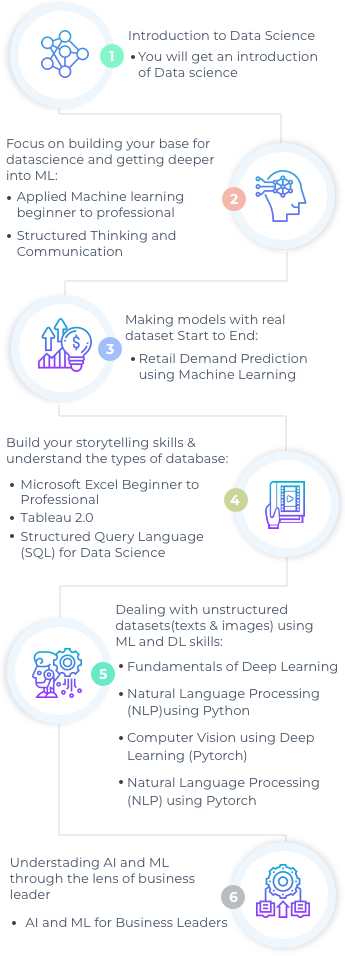 Introduction to Data Science
• You will get an introduction
of Data science
1
Focus on building your base for
datascience and getting deeper
into ML:
• Applied Machine learning
beginner to professional
• Structured Thinking and
Communication
2
Making models with real
dataset Start to End:
• Retail Demand Prediction
using Machine Learning
3
Build your storytelling skills &
understand the types of database:
• Microsoft Excel Beginner to
Professional
• Tableau 2.0
• Structured Query Language
(SQL) for Data Science
4
Dealing with unstructured
datasets(texts & images) using
ML and DL skills:
• Fundamentals of Deep Learning
• Natural Language Processing
(NLP)using Python
• Computer Vision using Deep
Learning (Pytorch)
• Natural Language Processing
(NLP) using Pytorch
5
Understading AI and ML
through the lens of business
leader
• AI and ML for Business Leaders
6